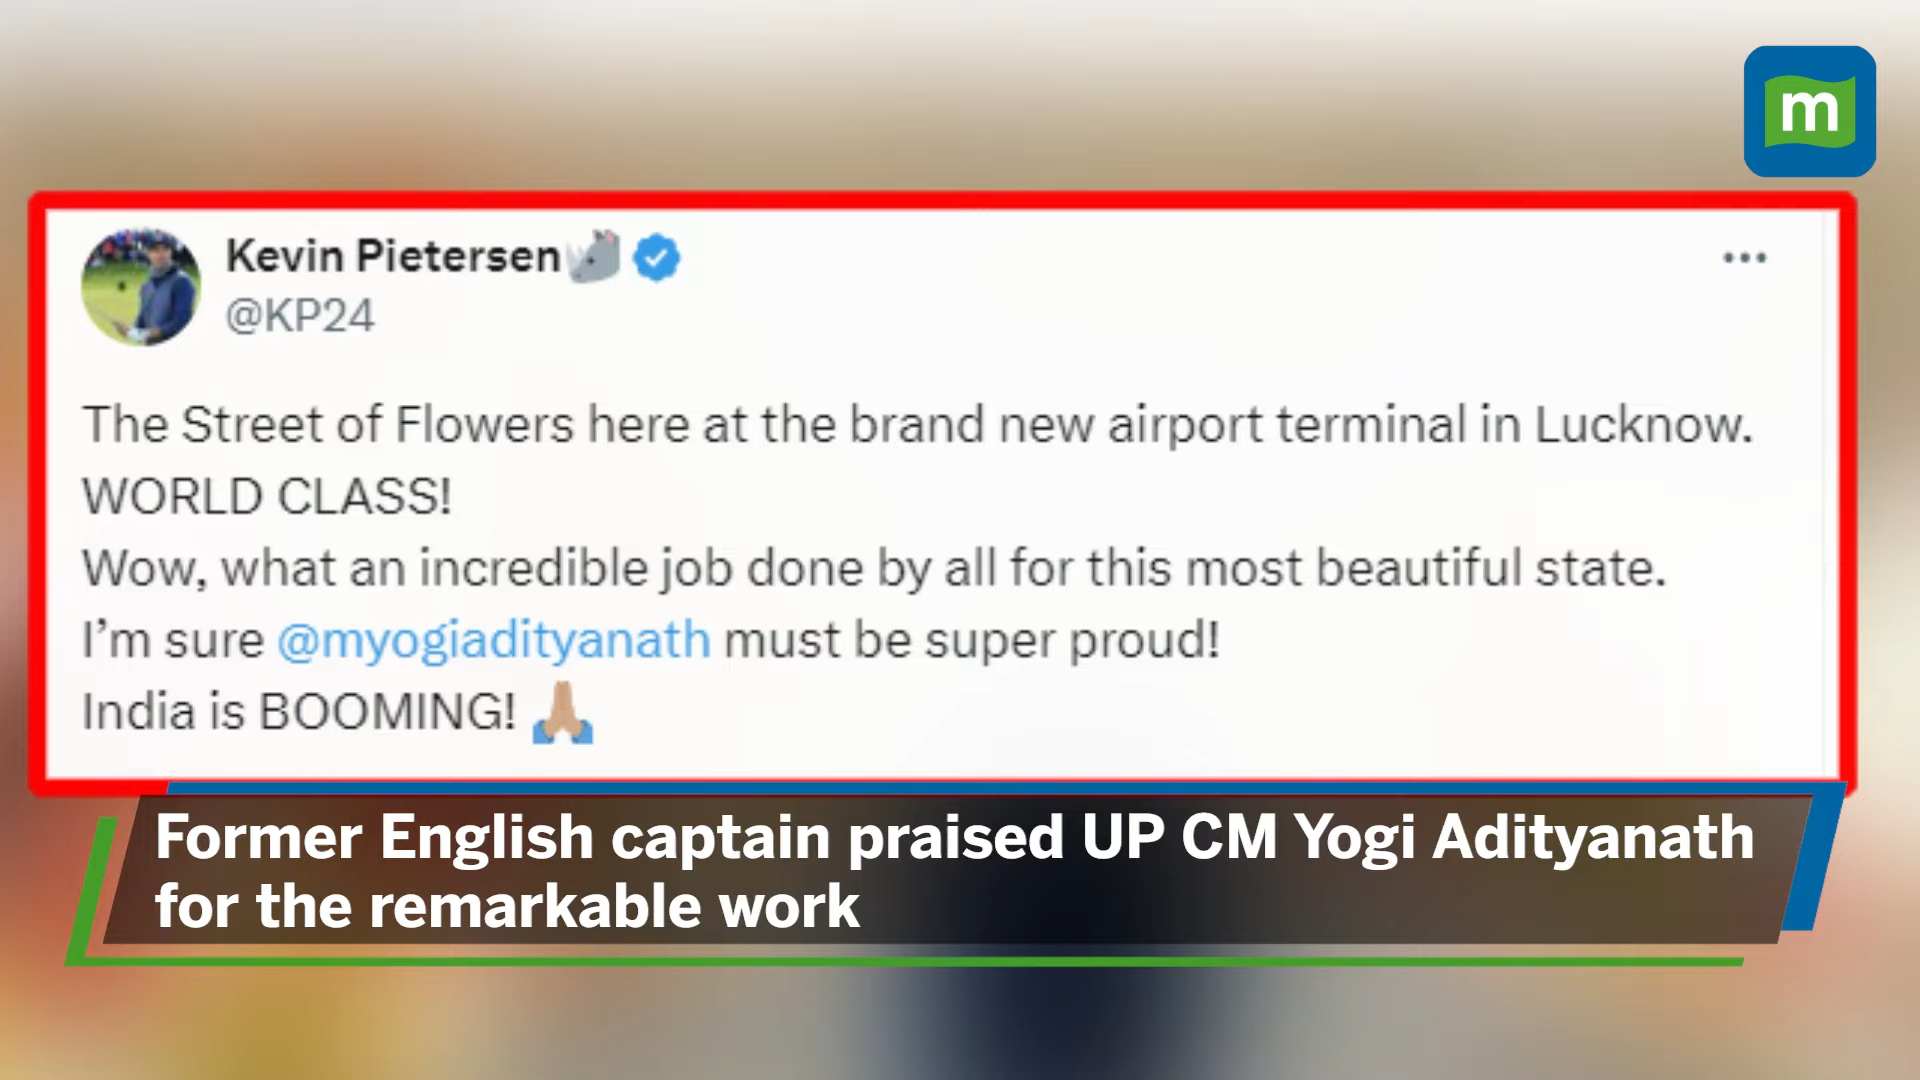 m
Kevin Pietersen🦏
@KP24
The Street of Flowers here at the brand new airport terminal in Lucknow.
WORLD CLASS!
Wow, what an incredible job done by all for this most beautiful state.
I’m sure @myogiadityanath must be super proud!
India is BOOMING! 🙏🏼
Former English captain praised UP CM Yogi Adityanath
for the remarkable work